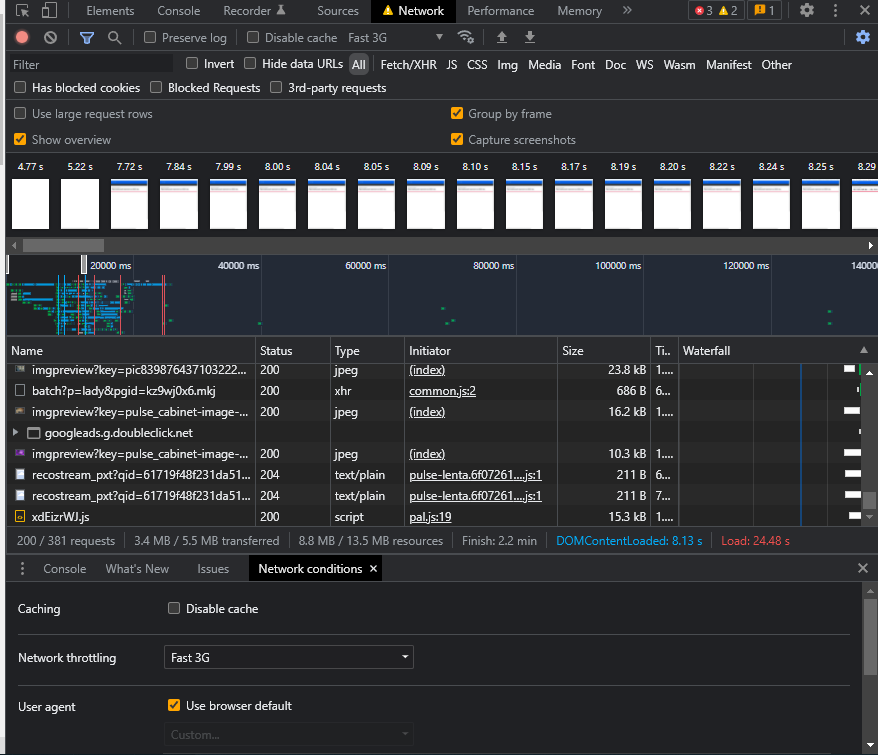 Elements Console Recorder Sources Network Performance Memory » 3 2 1
Preserve log Disable cache Fast 3G
Filter Invert Hide data URLs All Fetch/XHR JS CSS Img Media Font Doc WS Wasm Manifest Other
Has blocked cookies Blocked Requests 3rd-party requests
Use large request rows Group by frame
Show overview Capture screenshots
4.77 s 5.22 s 7.72 s 7.84 s 7.99 s 8.00 s 8.04 s 8.05 s 8.09 s 8.10 s 8.15 s 8.17 s 8.19 s 8.20 s 8.22 s 8.24 s 8.25 s 8.29
20000 ms 40000 ms 60000 ms 80000 ms 100000 ms 120000 ms 14000
Name Status Type Initiator Size Ti.. Waterfall
imgpreview?key=pic839876437103222... 200 jpeg (index) 23.8 kB 1....
batch?p=lady&pgid=kz9wj0x6.mkj 200 xhr common.js:2 686 B 6...
imgpreview?key=pulse_cabinet-image-... 200 jpeg (index) 16.2 kB 1....
googleads.g.doubleclick.net
imgpreview?key=pulse_cabinet-image-... 200 jpeg (index) 10.3 kB 1....
recostream_pxt?qid=61719f48f231da51... 204 text/plain pulse-lenta.6f07261....js:1 211 B 6...
recostream_pxt?qid=61719f48f231da51... 204 text/plain pulse-lenta.6f07261....js:1 211 B 7...
xdEizrWJ.js 200 script pal.js:19 15.3 kB 1....
200 / 381 requests 3.4 MB / 5.5 MB transferred 8.8 MB / 13.5 MB resources Finish: 2.2 min DOMContentLoaded: 8.13 s Load: 24.48 s
Console What's New Issues Network conditions ×
Caching Disable cache
Network throttling Fast 3G
User agent Use browser default
Custom...